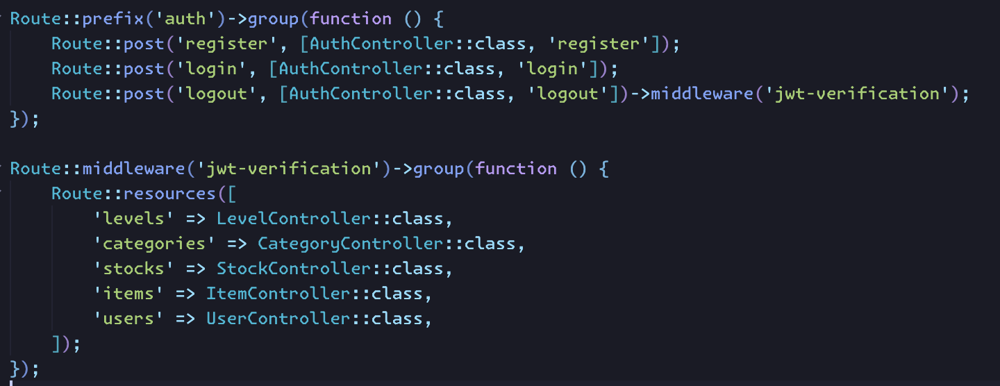 Route::prefix('auth')->group(function () {
    Route::post('register', [AuthController::class, 'register']);
    Route::post('login', [AuthController::class, 'login']);
    Route::post('logout', [AuthController::class, 'logout'])->middleware('jwt-verification');
});

Route::middleware('jwt-verification')->group(function () {
    Route::resources([
        'levels' => LevelController::class,
        'categories' => CategoryController::class,
        'stocks' => StockController::class,
        'items' => ItemController::class,
        'users' => UserController::class,
    ]);
});